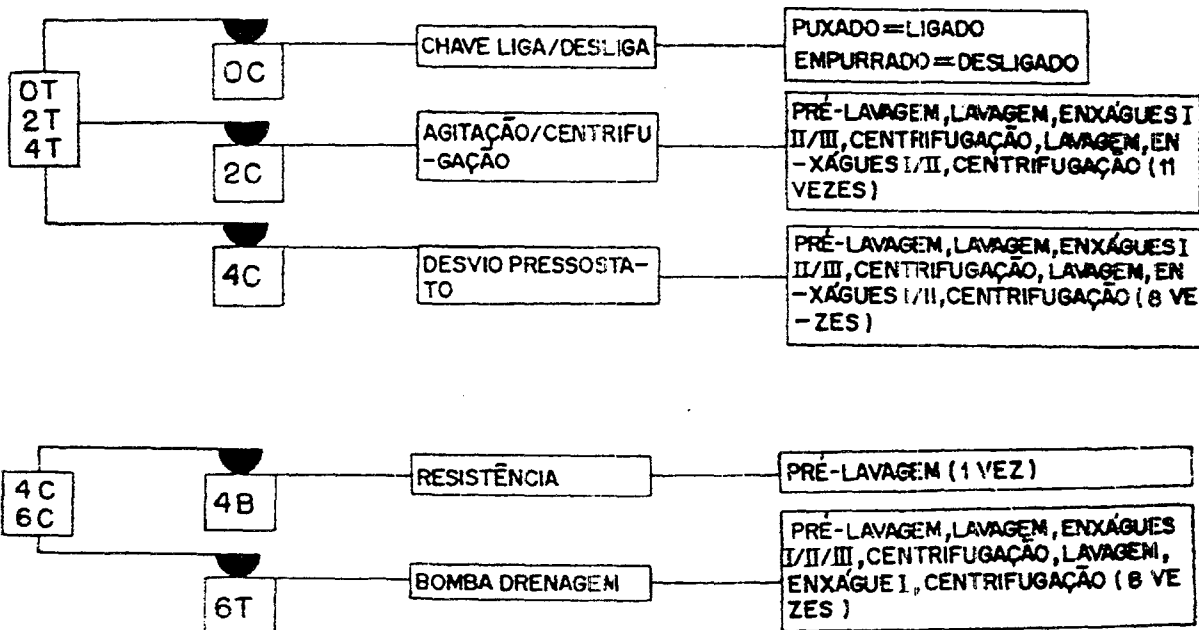 0T
2T
4T
0C
CHAVE LIGA/DESLIGA
PUXADO=LIGADO
EMPURRADO=DESLIGADO
2C
AGITAÇÃO/CENTRIFU
-GAÇÃO
PRÉ-LAVAGEM,LAVAGEM,ENXÁGUES I
II/III,CENTRIFUGAÇÃO,LAVAGEM,EN
-XÁGUES I/II,CENTRIFUGAÇÃO (11
VEZES)
4C
DESVIO PRESSOSTA-
TO
PRÉ-LAVAGEM,LAVAGEM,ENXÁGUES I
II/III,CENTRIFUGAÇÃO,LAVAGEM,EN
-XÁGUES I/II,CENTRIFUGAÇÃO (8 VE
-ZES)
4C
6C
4B
RESISTÊNCIA
PRÉ-LAVAGEM (1 VEZ)
6T
BOMBA DRENAGEM
PRÉ-LAVAGEM,LAVAGEM,ENXÁGUES
I/II/III,CENTRIFUGAÇÃO,LAVAGEM,
ENXÁGUE I,CENTRIFUGAÇÃO (8 VE
ZES)